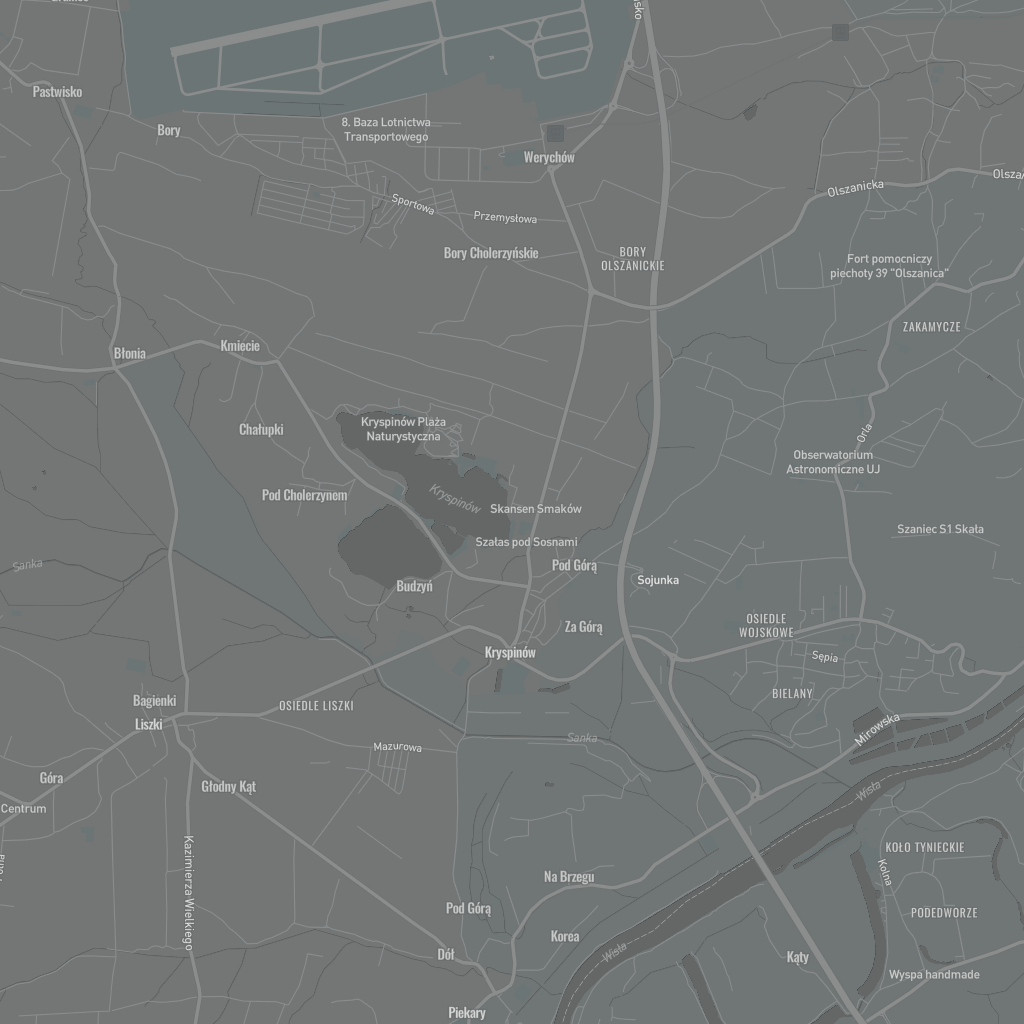 Pastwisko
Bory
8. Baza Lotnictwa
Transportowego
Werychów
Sportowa
Przemysłowa
Olszanicka
Bory Cholerzyńskie
BORY
OLSZANICKIE
Fort pomocniczy
piechoty 39 "Olszanica"
ZAKAMYCZE
Błonia
Kmiecie
Chałupki
Kryspinów Plaża
Naturystyczna
Orla
Obserwatorium
Astronomiczne UJ
Pod Cholerzynem
Kryspinów
Skansen Smaków
Szaniec S1 Skała
Szałas pod Sosnami
Sanka
Pod Górą
Sojunka
Budzyń
Za Górą
OSIEDLE
WOJSKOWE
Kryspinów
Sępia
BIELANY
Bagienki
OSIEDLE LISZKI
Liszki
Mirowska
Sanka
Mazurowa
Góra
Głodny Kąt
Wisła
Centrum
KOŁO TYNIECKIE
Kazimierza Wielkiego
Kolna
Na Brzegu
Pod Górą
PODEDWORZE
Korea
Wisła
Dół
Kąty
Wyspa handmade
Piekary